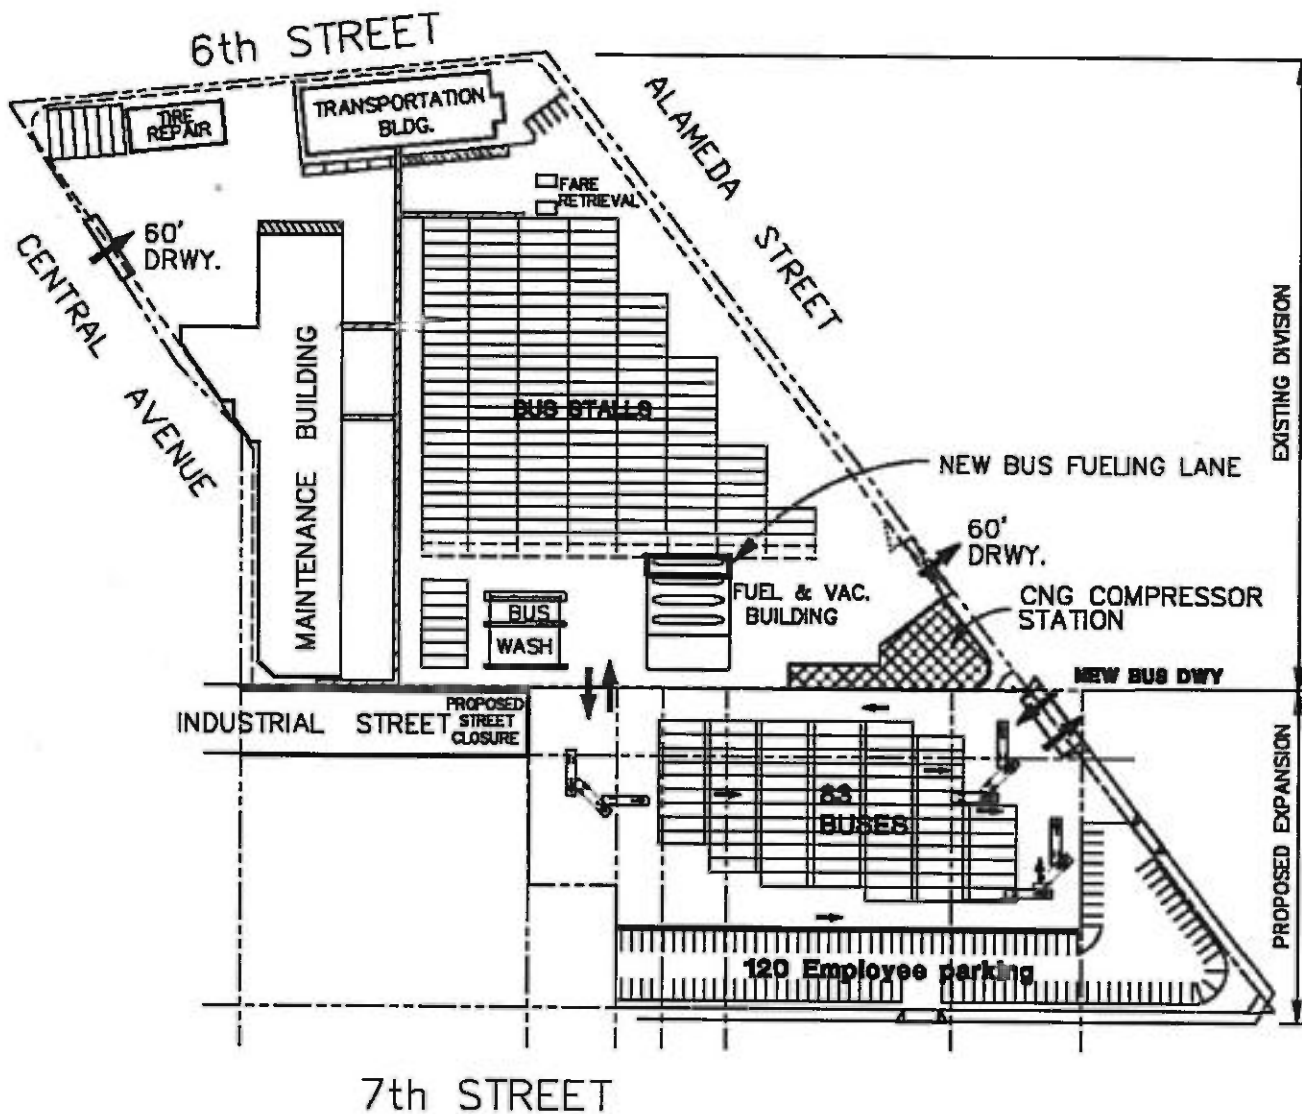 6th STREET
TRANSPORTATION
BLDG.
TIRE
REPAIR
ALAMEDA STREET
FARE
RETRIEVAL
60'
DRWY.
CENTRAL AVENUE
MAINTENANCE BUILDING
BUS STALLS
EXISTING DIVISION
NEW BUS FUELING LANE
60'
DRWY.
FUEL & VAC.
BUILDING
CNG COMPRESSOR
STATION
BUS
WASH
NEW BUS DWY
INDUSTRIAL STREET
PROPOSED
STREET
CLOSURE
83
BUSES
PROPOSED EXPANSION
120 Employee parking
7th STREET